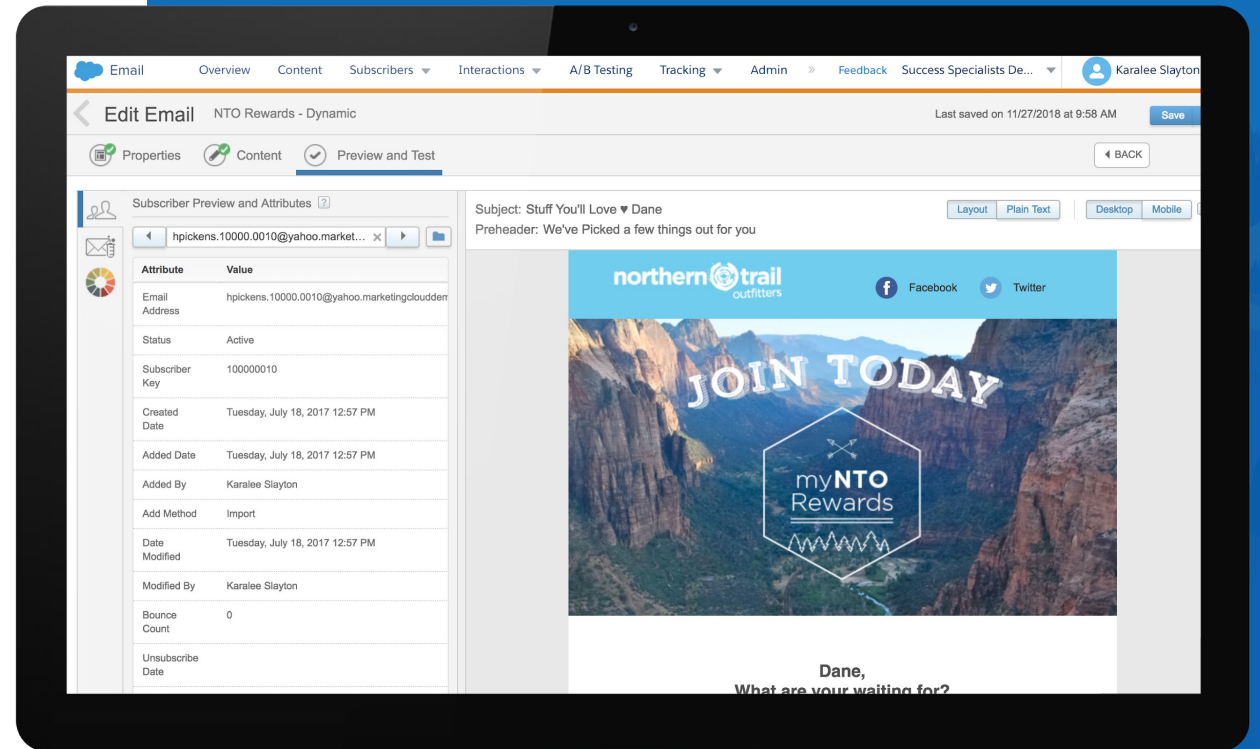 Email Overview Content Subscribers Interactions A/B Testing Tracking Admin » Feedback Success Specialists De... Karalee Slayton
Edit Email NTO Rewards - Dynamic Last saved on 11/27/2018 at 9:58 AM Save
Properties Content Preview and Test BACK
Subscriber Preview and Attributes ?
hpickens.10000.0010@yahoo.market... ×
Attribute Value
Email Address hpickens.10000.0010@yahoo.marketingclouddem
Status Active
Subscriber Key 100000010
Created Date Tuesday, July 18, 2017 12:57 PM
Added Date Tuesday, July 18, 2017 12:57 PM
Added By Karalee Slayton
Add Method Import
Date Modified Tuesday, July 18, 2017 12:57 PM
Modified By Karalee Slayton
Bounce Count 0
Unsubscribe Date
Subject: Stuff You'll Love ♥ Dane
Preheader: We've Picked a few things out for you
Layout Plain Text Desktop Mobile
northern trail
outfitters
Facebook Twitter
JOIN TODAY
myNTO
Rewards
Dane,
What are your waiting for?